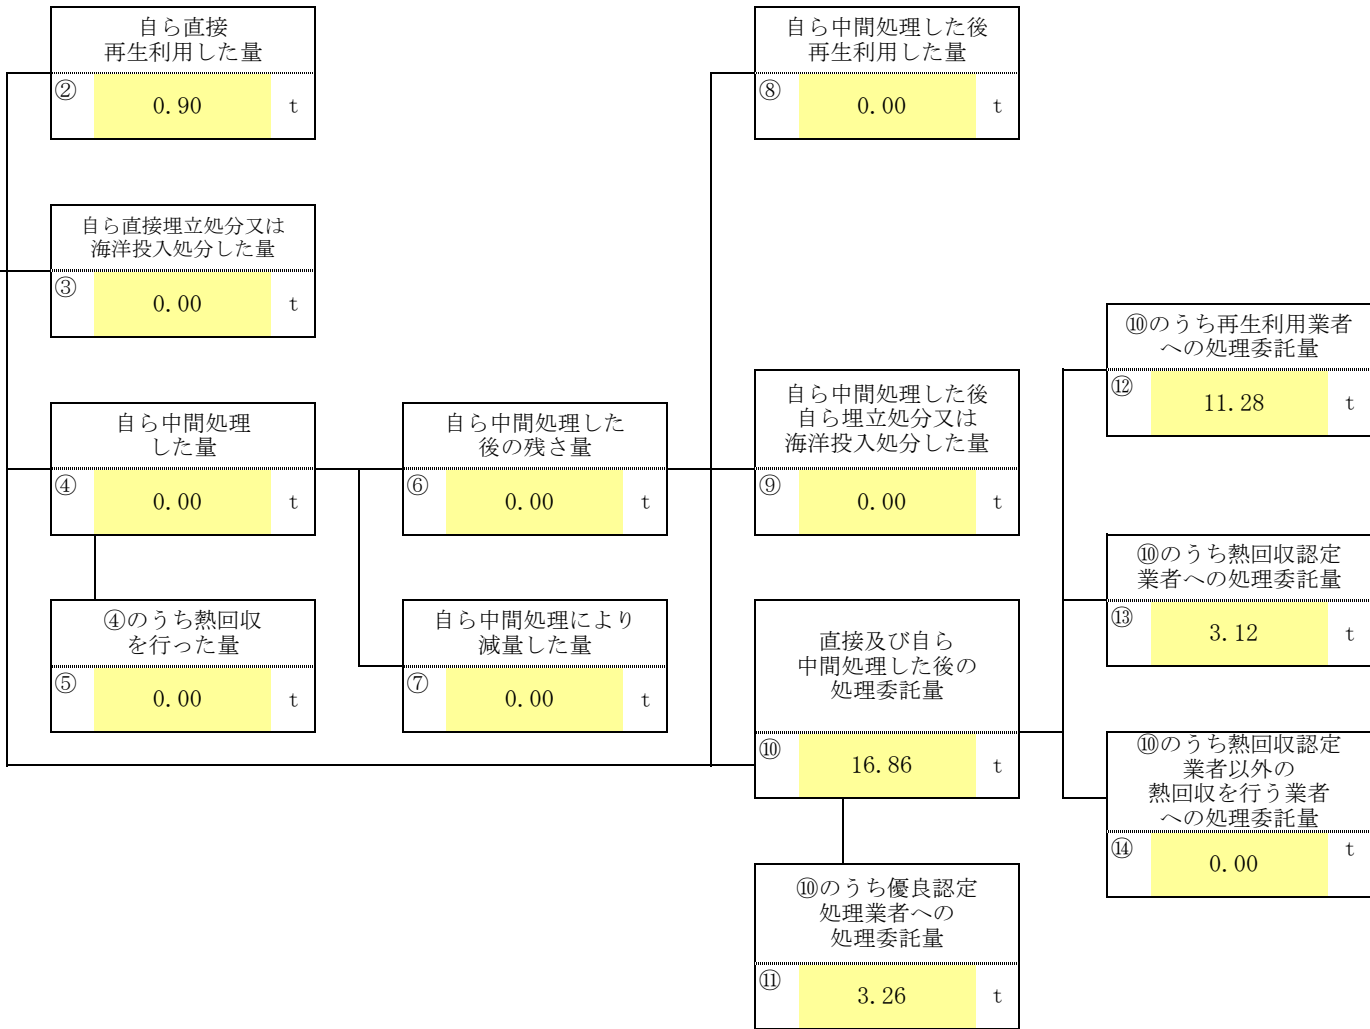 自ら直接
再生利用した量
②
0.90
t
自ら中間処理した後
再生利用した量
⑧
0.00
t
自ら直接埋立処分又は
海洋投入処分した量
③
0.00
t
⑩のうち再生利用業者
への処理委託量
⑫
11.28
t
自ら中間処理
した量
④
0.00
t
自ら中間処理した
後の残さ量
⑥
0.00
t
自ら中間処理した後
自ら埋立処分又は
海洋投入処分した量
⑨
0.00
t
⑩のうち熱回収認定
業者への処理委託量
⑬
3.12
t
④のうち熱回収
を行った量
⑤
0.00
t
自ら中間処理により
減量した量
⑦
0.00
t
直接及び自ら
中間処理した後の
処理委託量
⑩
16.86
t
⑩のうち熱回収認定
業者以外の
熱回収を行う業者
への処理委託量
⑭
0.00
t
⑩のうち優良認定
処理業者への
処理委託量
⑪
3.26
t